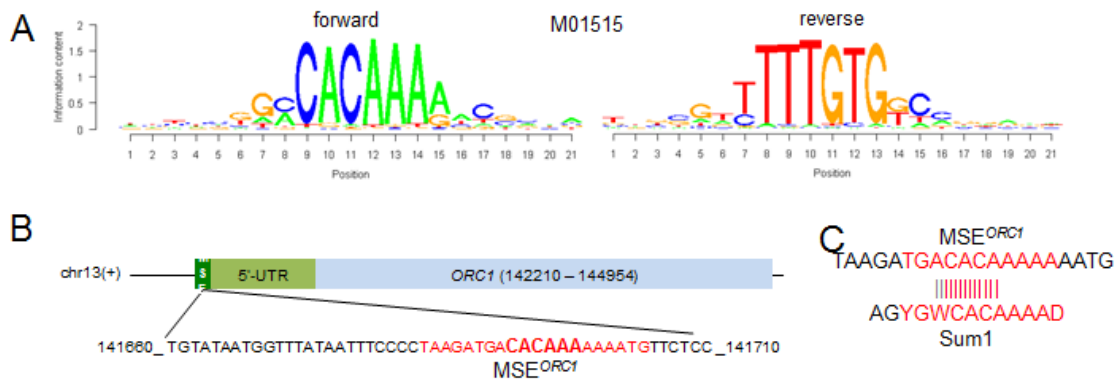 A
forward
M01515
reverse
Information content
2
1.5
1
0.5
0
1 2 3 4 5 6 7 8 9 10 11 12 13 14 15 16 17 18 19 20 21
1 2 3 4 5 6 7 8 9 10 11 12 13 14 15 16 17 18 19 20 21
Position
Position
B
chr13(+)
MSE
5'-UTR
ORC1 (142210 – 144954)
141660_TGTATAATGGTTTATAATTTCCCCTAAGATGACACAAAAAAATGTTCTCC_141710
MSE^ORC1
C
MSE^ORC1
TAAGATGACACAAAAAAATG
AGYGWCACAAAAD
Sum1